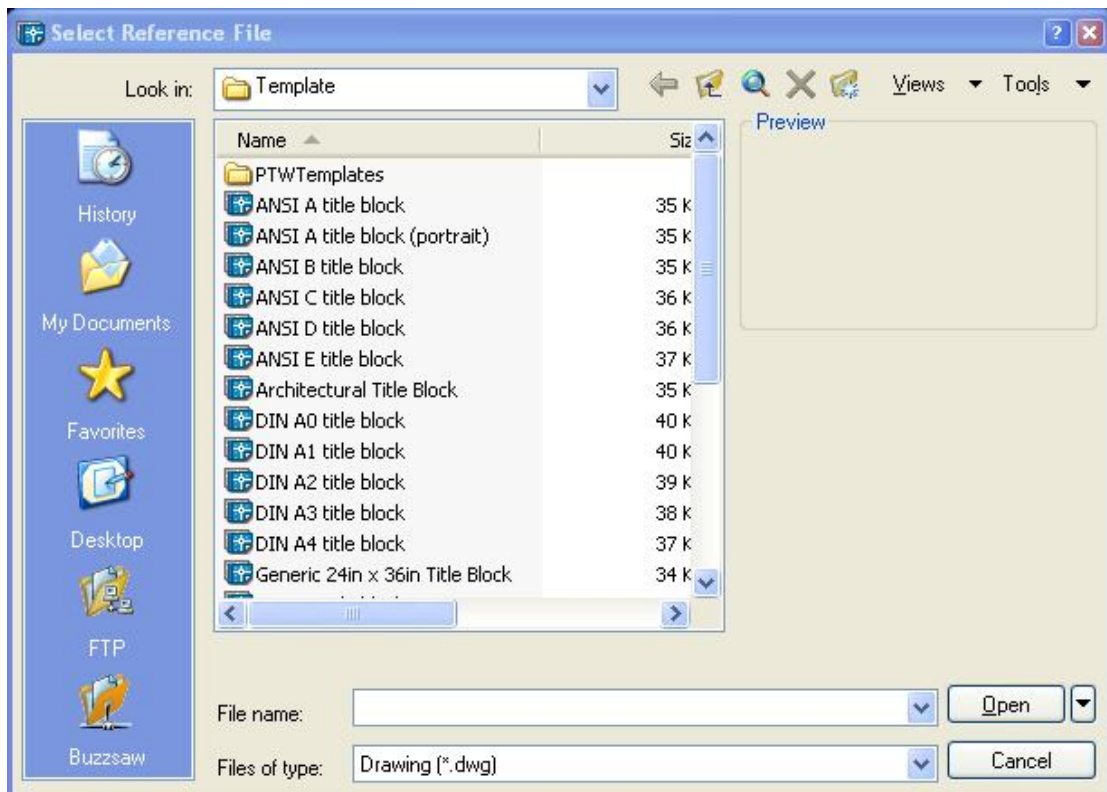 Select Reference File
Look in: Template Views Tools
Name Siz Preview
PTWTemplates
ANSI A title block 35 K
ANSI A title block (portrait) 35 K
ANSI B title block 35 K
ANSI C title block 36 K
ANSI D title block 36 K
ANSI E title block 37 K
Architectural Title Block 35 K
DIN A0 title block 40 K
DIN A1 title block 40 K
DIN A2 title block 39 K
DIN A3 title block 38 K
DIN A4 title block 37 K
Generic 24in x 36in Title Block 34 K
History
My Documents
Favorites
Desktop
FTP
Buzzsaw
File name: Open
Files of type: Drawing (*.dwg) Cancel